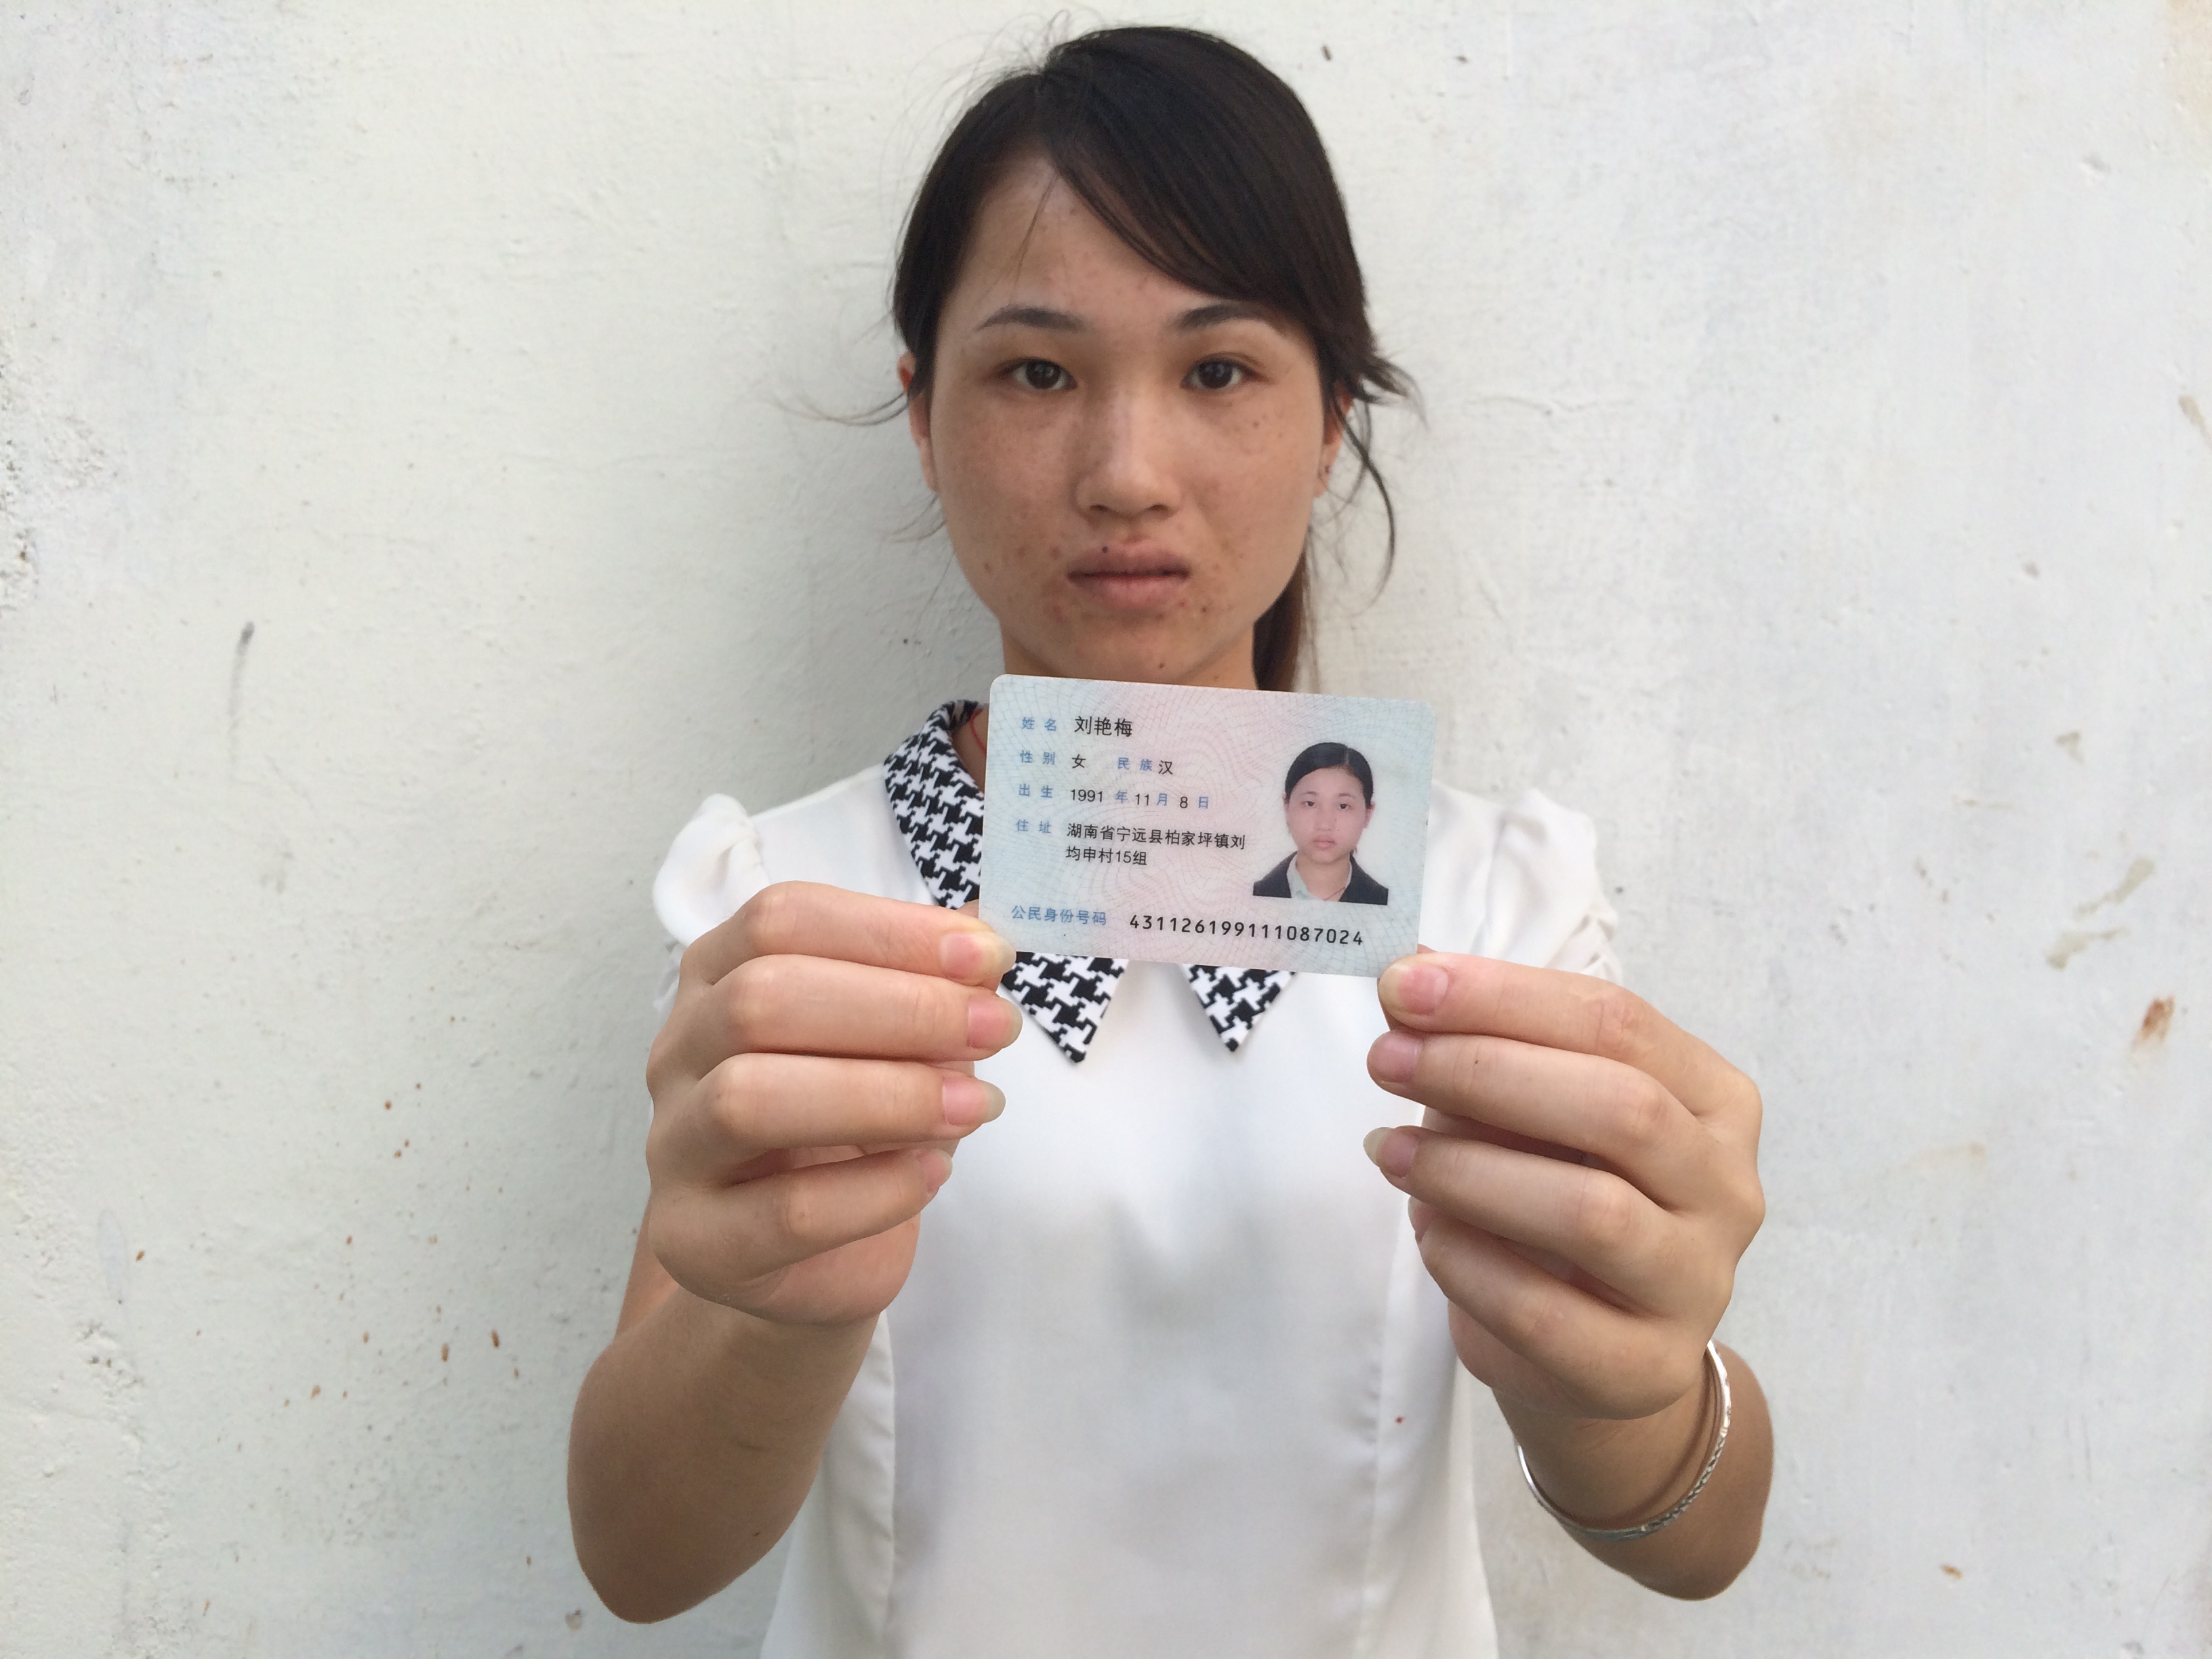 姓名 刘艳梅
性别 女 民族 汉
出生 1991 年 11 月 8 日
住址 湖南省宁远县柏家坪镇刘
均申村15组
公民身份号码 431126199111087024